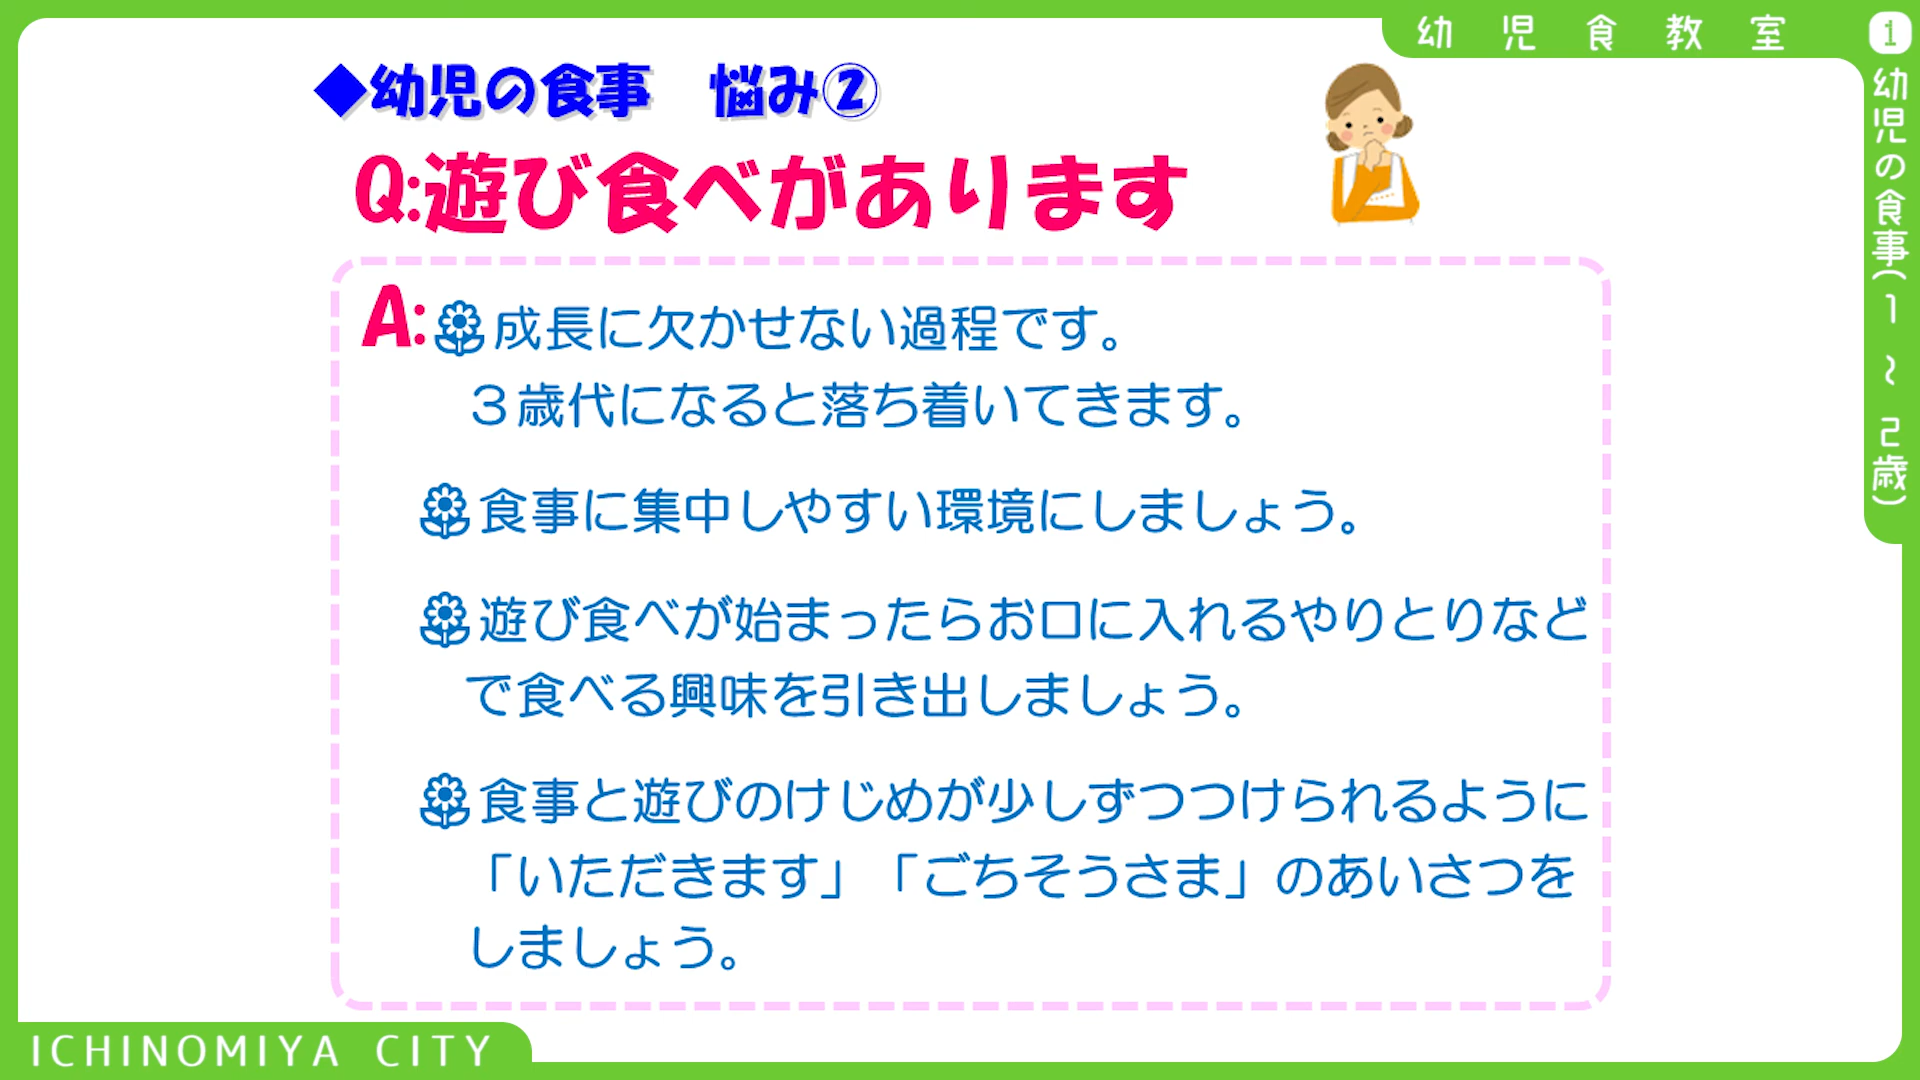 幼児食教室
1 幼児の食事(1~2歳)
◆幼児の食事 悩み②
Q:遊び食べがあります
A:成長に欠かせない過程です。
3歳代になると落ち着いてきます。
食事に集中しやすい環境にしましょう。
遊び食べが始まったらお口に入れるやりとりなど
で食べる興味を引き出しましょう。
食事と遊びのけじめが少しずつつけられるように
「いただきます」「ごちそうさま」のあいさつを
しましょう。
ICHINOMIYA CITY